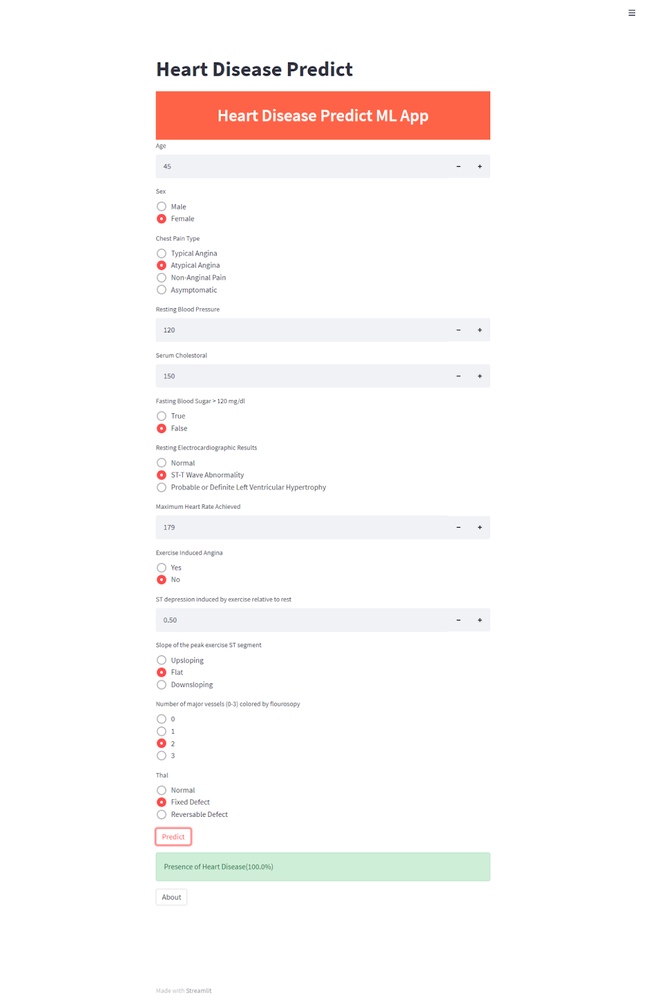 Heart Disease Predict
Heart Disease Predict ML App
Age
45
Sex
Male
Female
Chest Pain Type
Typical Angina
Atypical Angina
Non-Anginal Pain
Asymptomatic
Resting Blood Pressure
120
Serum Cholestoral
150
Fasting Blood Sugar > 120 mg/dl
True
False
Resting Electrocardiographic Results
Normal
ST-T Wave Abnormality
Probable or Definite Left Ventricular Hypertrophy
Maximum Heart Rate Achieved
179
Exercise Induced Angina
Yes
No
ST depression induced by exercise relative to rest
0.50
Slope of the peak exercise ST segment
Upsloping
Flat
Downsloping
Number of major vessels (0-3) colored by flourosopy
0
1
2
3
Thal
Normal
Fixed Defect
Reversable Defect
Predict
Presence of Heart Disease(100.0%)
About
Made with Streamlit